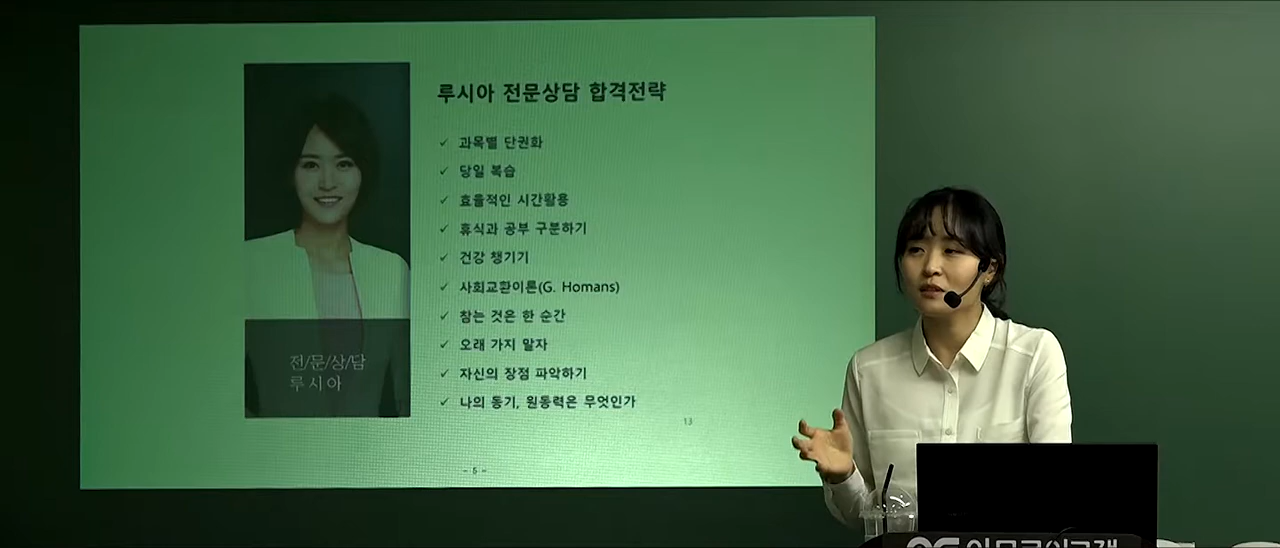 루시아 전문상담 합격전략
✓ 과목별 단권화
✓ 당일 복습
✓ 효율적인 시간활용
✓ 휴식과 공부 구분하기
✓ 건강 챙기기
✓ 사회교환이론(G. Homans)
✓ 참는 것은 한 순간
✓ 오래 가지 말자
✓ 자신의 장점 파악하기
✓ 나의 동기, 원동력은 무엇인가
전/문/상/담
루시아
13
- 5 -